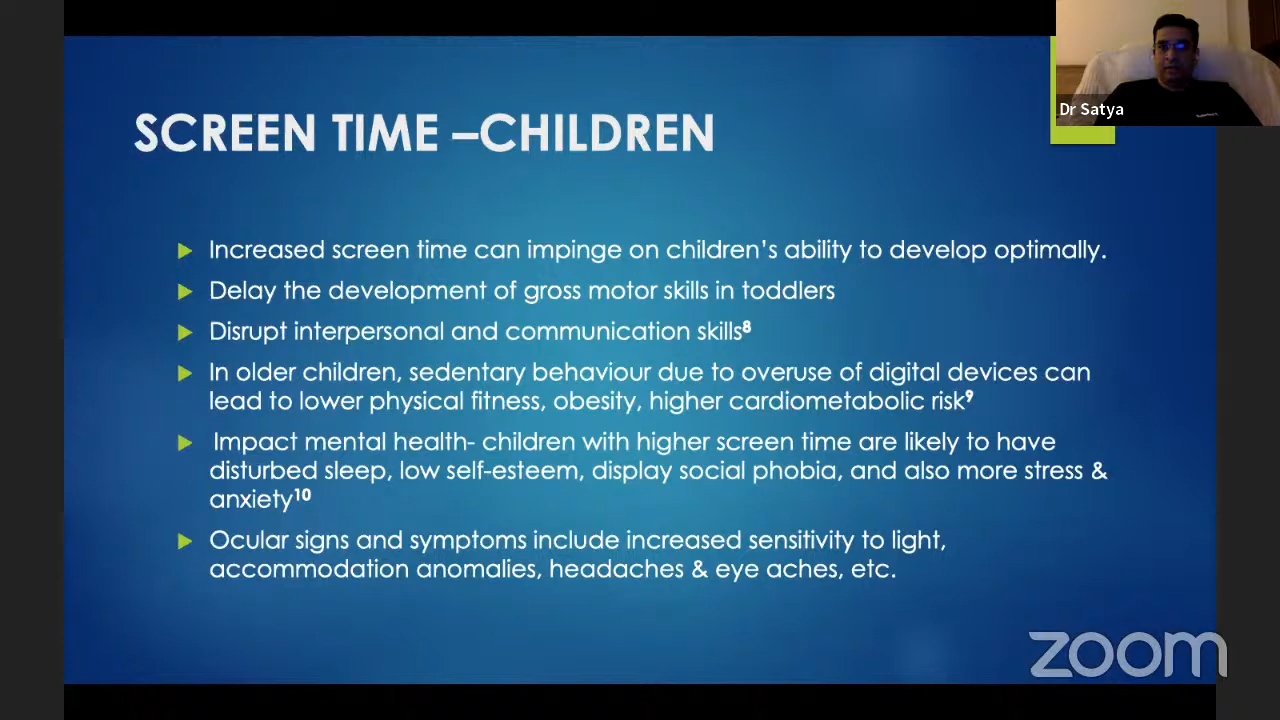 Dr Satya
SCREEN TIME –CHILDREN
Increased screen time can impinge on children's ability to develop optimally.
Delay the development of gross motor skills in toddlers
Disrupt interpersonal and communication skills⁸
In older children, sedentary behaviour due to overuse of digital devices can
lead to lower physical fitness, obesity, higher cardiometabolic risk⁹
Impact mental health- children with higher screen time are likely to have
disturbed sleep, low self-esteem, display social phobia, and also more stress &
anxiety¹⁰
Ocular signs and symptoms include increased sensitivity to light,
accommodation anomalies, headaches & eye aches, etc.
zoom